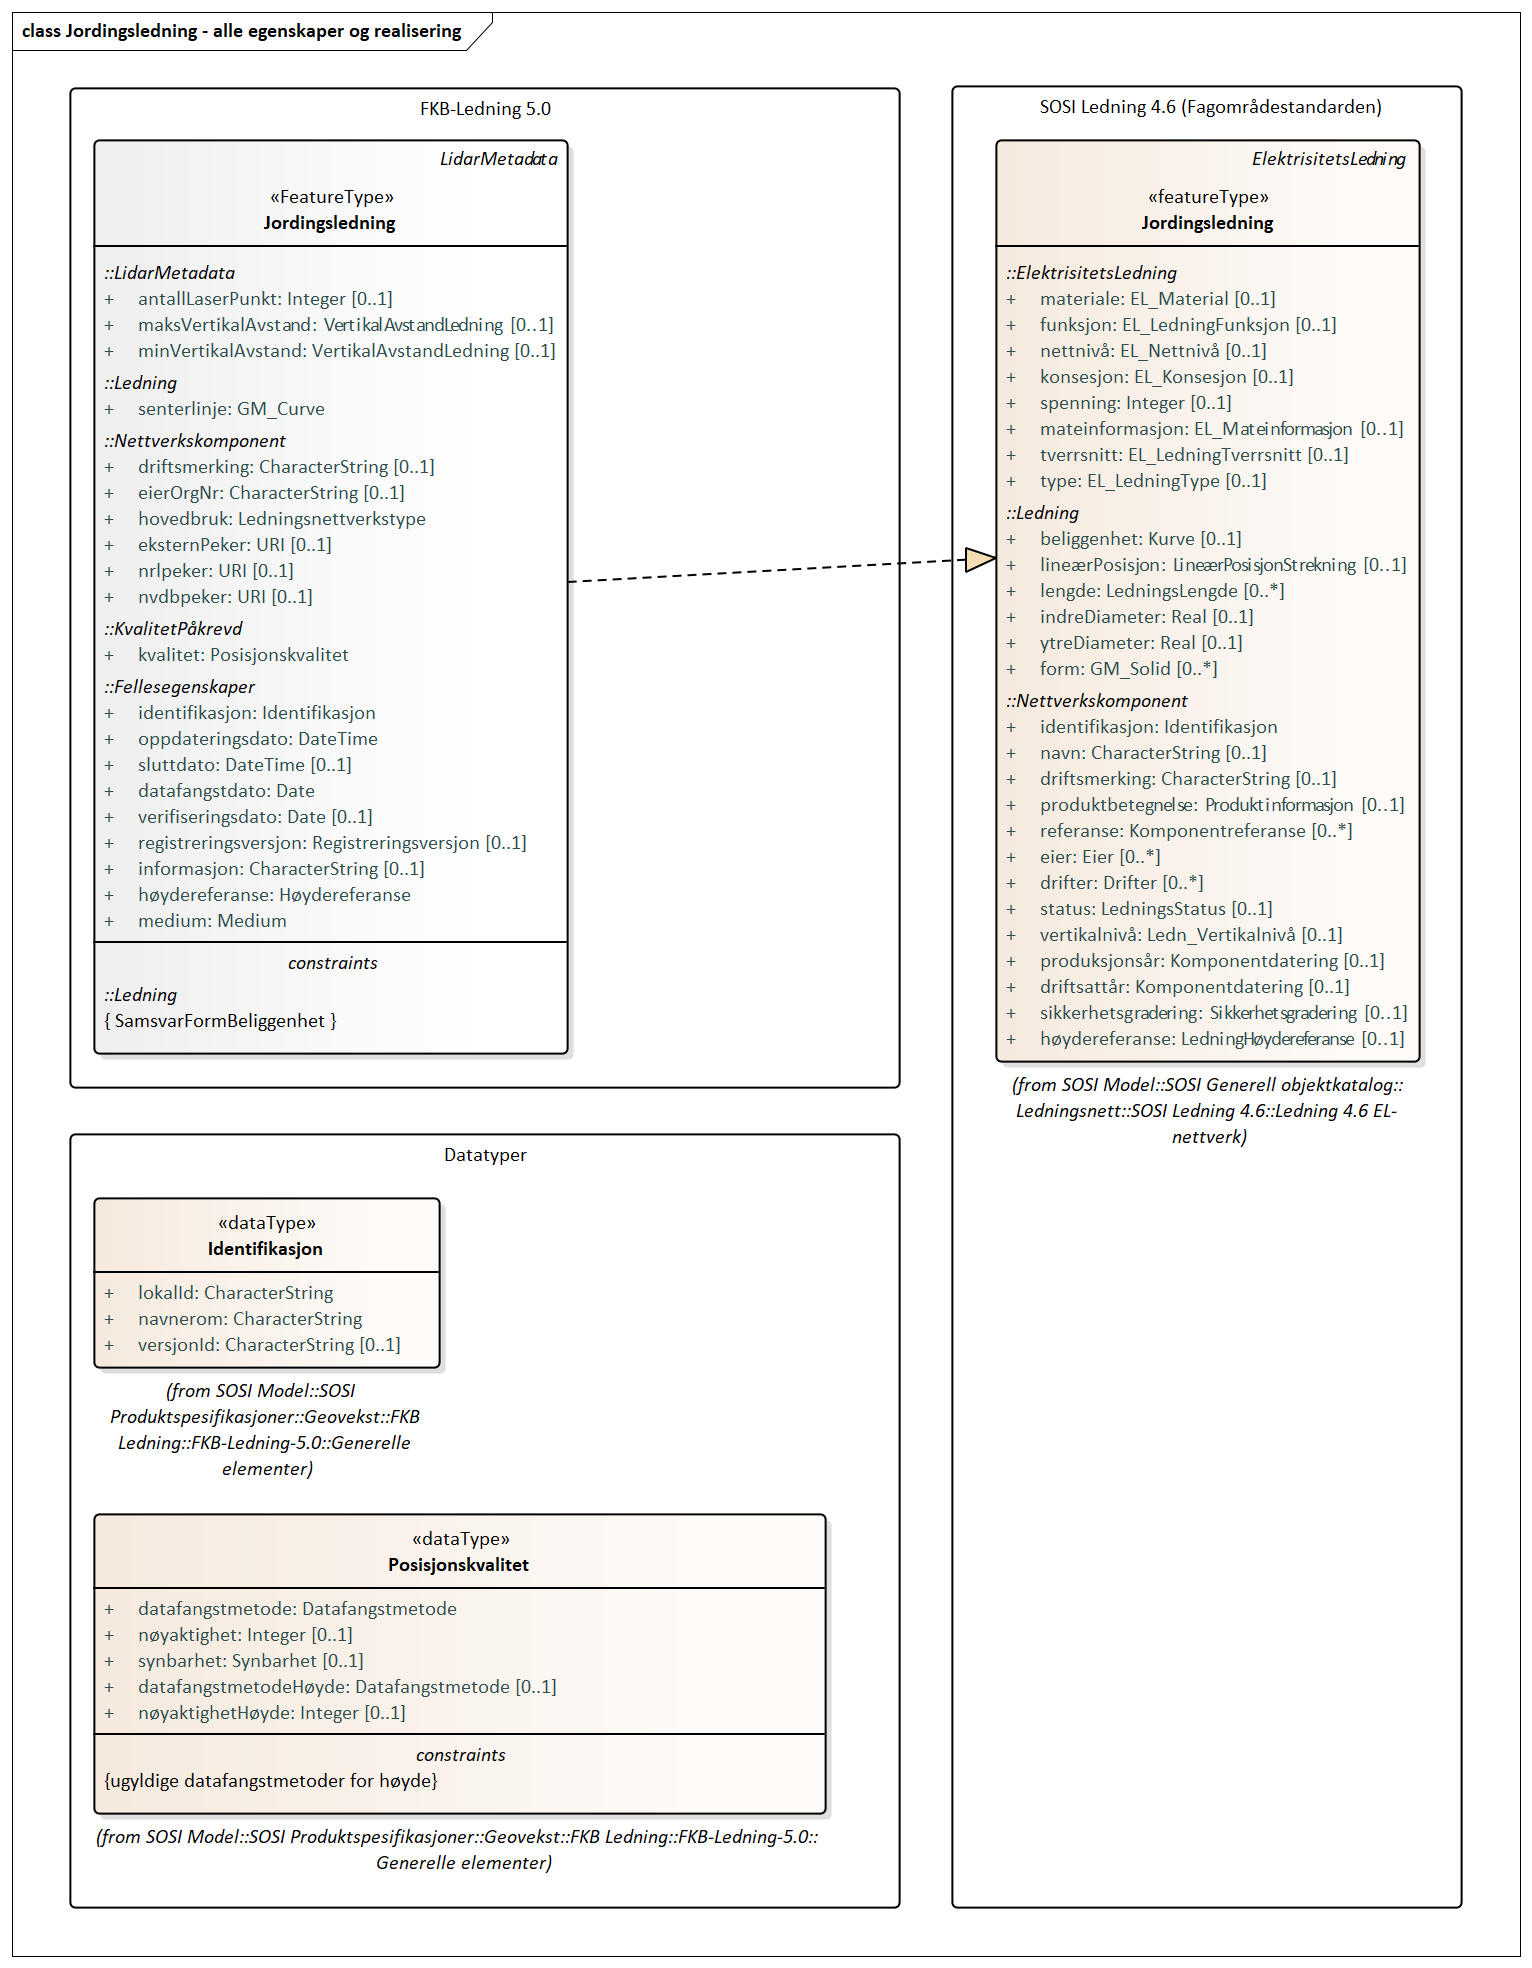 class Jordingsledning - alle egenskaper og realisering
FKB-Ledning 5.0
LidarMetadata
«FeatureType»
Jordingsledning
::LidarMetadata
+ antallLaserPunkt: Integer [0..1]
+ maksVertikalAvstand: VertikalAvstandLedning [0..1]
+ minVertikalAvstand: VertikalAvstandLedning [0..1]
::Ledning
+ senterlinje: GM_Curve
::Nettverkskomponent
+ driftsmerking: CharacterString [0..1]
+ eierOrgNr: CharacterString [0..1]
+ hovedbruk: Ledningsnettverkstype
+ eksternPeker: URI [0..1]
+ nrlpeker: URI [0..1]
+ nvdbpeker: URI [0..1]
::KvalitetPåkrevd
+ kvalitet: Posisjonskvalitet
::Fellesegenskaper
+ identifikasjon: Identifikasjon
+ oppdateringsdato: DateTime
+ sluttdato: DateTime [0..1]
+ datafangstdato: Date
+ verifiseringsdato: Date [0..1]
+ registreringsversjon: Registreringsversjon [0..1]
+ informasjon: CharacterString [0..1]
+ høydereferanse: Høydereferanse
+ medium: Medium
constraints
::Ledning
{ SamsvarFormBeliggenhet }
SOSI Ledning 4.6 (Fagområdestandarden)
ElektrisitetsLedning
«featureType»
Jordingsledning
::ElektrisitetsLedning
+ materiale: EL_Material [0..1]
+ funksjon: EL_LedningFunksjon [0..1]
+ nettnivå: EL_Nettnivå [0..1]
+ konsesjon: EL_Konsesjon [0..1]
+ spenning: Integer [0..1]
+ mateinformasjon: EL_Mateinformasjon [0..1]
+ tverrsnitt: EL_LedningTverrsnitt [0..1]
+ type: EL_LedningType [0..1]
::Ledning
+ beliggenhet: Kurve [0..1]
+ lineærPosisjon: LineærPosisjonStrekning [0..1]
+ lengde: LedningsLengde [0..*]
+ indreDiameter: Real [0..1]
+ ytreDiameter: Real [0..1]
+ form: GM_Solid [0..*]
::Nettverkskomponent
+ identifikasjon: Identifikasjon
+ navn: CharacterString [0..1]
+ driftsmerking: CharacterString [0..1]
+ produktbetegnelse: Produktinformasjon [0..1]
+ referanse: Komponentreferanse [0..*]
+ eier: Eier [0..*]
+ drifter: Drifter [0..*]
+ status: LedningsStatus [0..1]
+ vertikalnivå: Ledn_Vertikalnivå [0..1]
+ produksjonsår: Komponentdatering [0..1]
+ driftsattår: Komponentdatering [0..1]
+ sikkerhetsgradering: Sikkerhetsgradering [0..1]
+ høydereferanse: LedningHøydereferanse [0..1]
(from SOSI Model::SOSI Generell objektkatalog::
Ledningsnett::SOSI Ledning 4.6::Ledning 4.6 EL-
nettverk)
Datatyper
«dataType»
Identifikasjon
+ lokalId: CharacterString
+ navnerom: CharacterString
+ versjonId: CharacterString [0..1]
(from SOSI Model::SOSI
Produktspesifikasjoner::Geovekst::FKB
Ledning::FKB-Ledning-5.0::Generelle
elementer)
«dataType»
Posisjonskvalitet
+ datafangstmetode: Datafangstmetode
+ nøyaktighet: Integer [0..1]
+ synbarhet: Synbarhet [0..1]
+ datafangstmetodeHøyde: Datafangstmetode [0..1]
+ nøyaktighetHøyde: Integer [0..1]
constraints
{ugyldige datafangstmetoder for høyde}
(from SOSI Model::SOSI Produktspesifikasjoner::Geovekst::FKB Ledning::FKB-Ledning-5.0::
Generelle elementer)